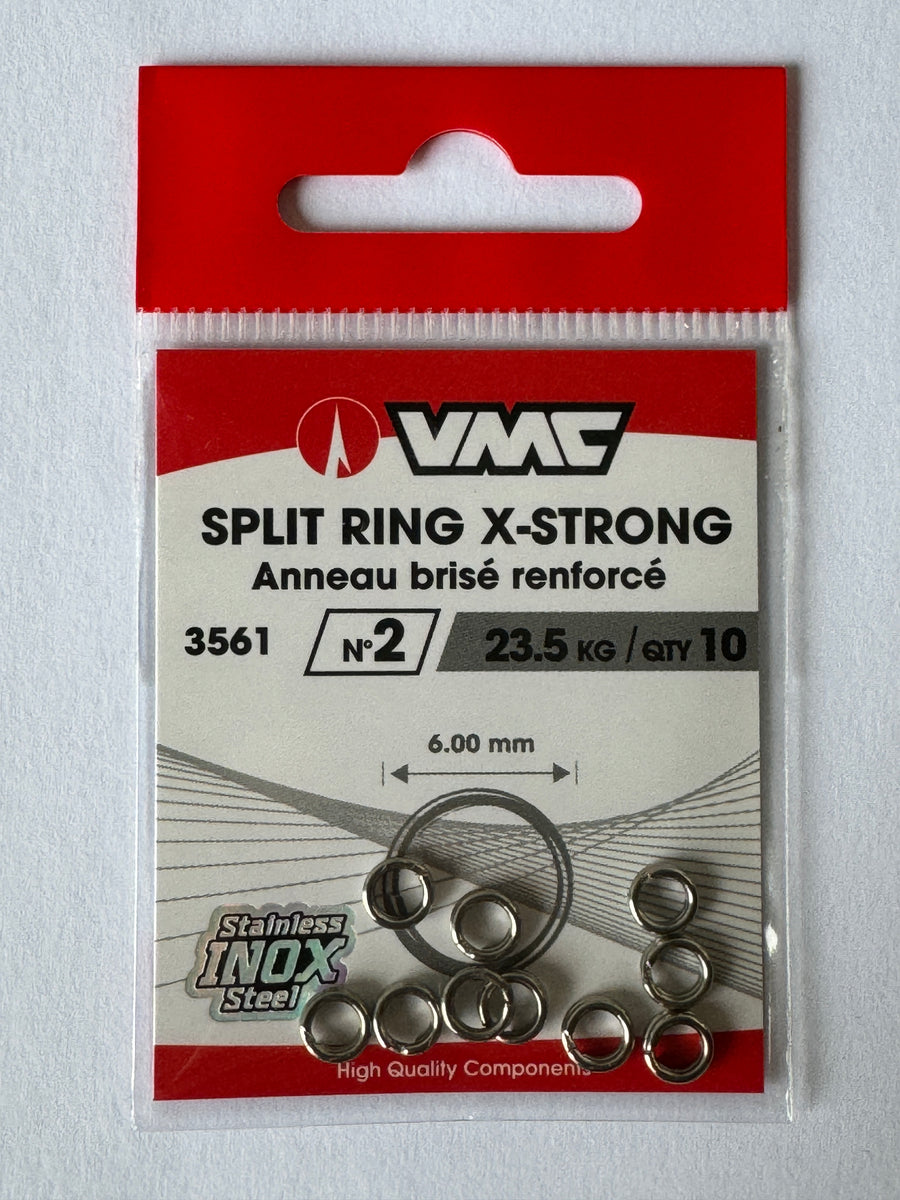 VMC
SPLIT RING X-STRONG
Anneau brisé renforcé
3561 N°2 23.5 KG / QTY 10
6.00 mm
Stainless
INOX
Steel
High Quality Components